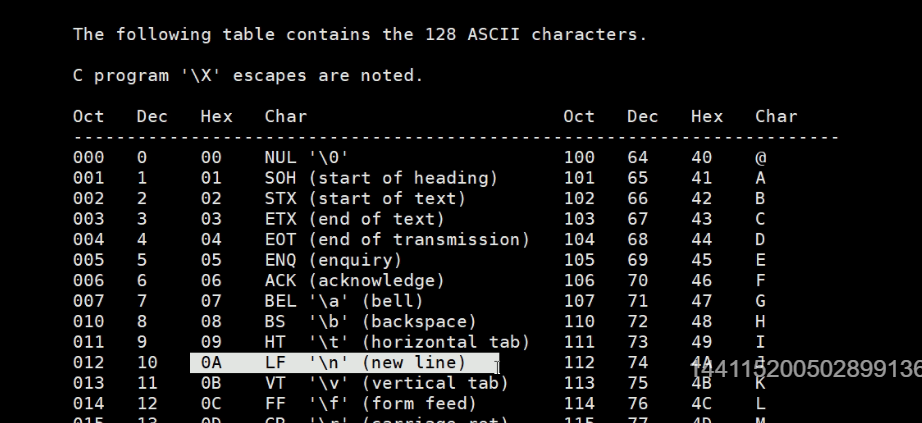 The following table contains the 128 ASCII characters.
C program '\X' escapes are noted.
Oct Dec Hex Char Oct Dec Hex Char
--------------------------------------------------------------------------
000 0 00 NUL '\0' 100 64 40 @
001 1 01 SOH (start of heading) 101 65 41 A
002 2 02 STX (start of text) 102 66 42 B
003 3 03 ETX (end of text) 103 67 43 C
004 4 04 EOT (end of transmission) 104 68 44 D
005 5 05 ENQ (enquiry) 105 69 45 E
006 6 06 ACK (acknowledge) 106 70 46 F
007 7 07 BEL '\a' (bell) 107 71 47 G
010 8 08 BS '\b' (backspace) 110 72 48 H
011 9 09 HT '\t' (horizontal tab) 111 73 49 I
012 10 0A LF '\n' (new line) 112 74 4A J
144115200502899136
013 11 0B VT '\v' (vertical tab) 113 75 4B K
014 12 0C FF '\f' (form feed) 114 76 4C L
015 13 0D CR '\r' (carriage ret) 115 77 4D M